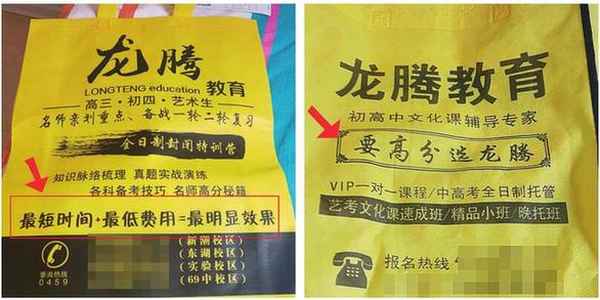 龙腾
LONGTENG education 教育
高三·初四·艺术生
名师亲划重点、备战一轮二轮复习
全日制封闭特训营
知识脉络梳理 真题实战演练
各科备考技巧 名师高分秘籍
最短时间+最低费用=最明显效果
(新潮校区)
(东湖校区)
(实验校区)
(69中校区)
垂询热线
0459
龙腾教育
初高中文化课辅导专家
要高分选龙腾
VIP一对一课程/中高考全日制托管
艺考文化课速成班/精品小班/晚托班
报名热线